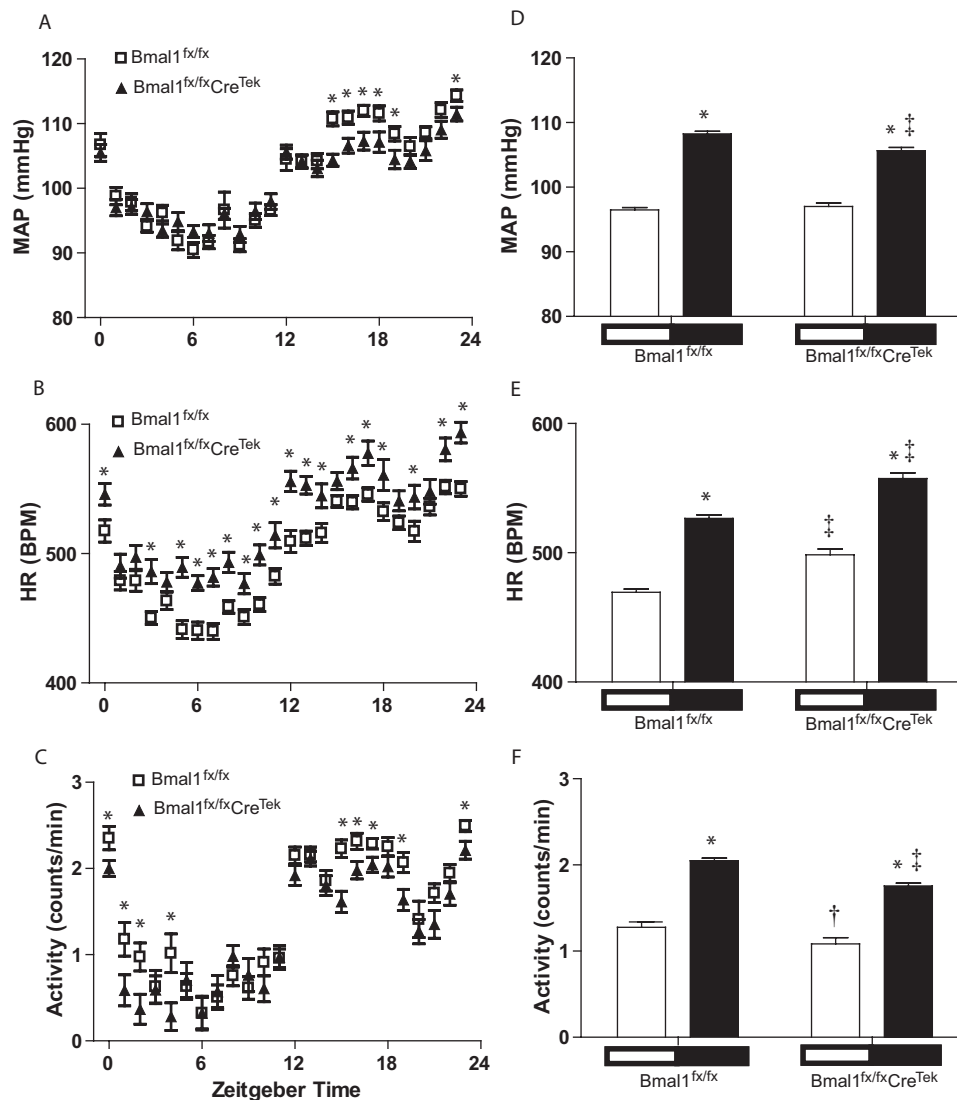 A
Bmal1fx/fx
Bmal1fx/fxCreTek
MAP (mmHg)
120
110
100
90
80
* * * * * *
0 6 12 18 24
D
MAP (mmHg)
120
110
100
90
80
*
* ‡
Bmal1fx/fx
Bmal1fx/fxCreTek
B
Bmal1fx/fx
Bmal1fx/fxCreTek
HR (BPM)
600
500
400
* * * * * * * * * * * * * * * * * *
0 6 12 18 24
E
HR (BPM)
600
500
400
*
‡
* ‡
Bmal1fx/fx
Bmal1fx/fxCreTek
C
Bmal1fx/fx
Bmal1fx/fxCreTek
Activity (counts/min)
3
2
1
0
* * * * * * * * *
0 6 12 18 24
Zeitgeber Time
F
Activity (counts/min)
3
2
1
0
*
†
* ‡
Bmal1fx/fx
Bmal1fx/fxCreTek